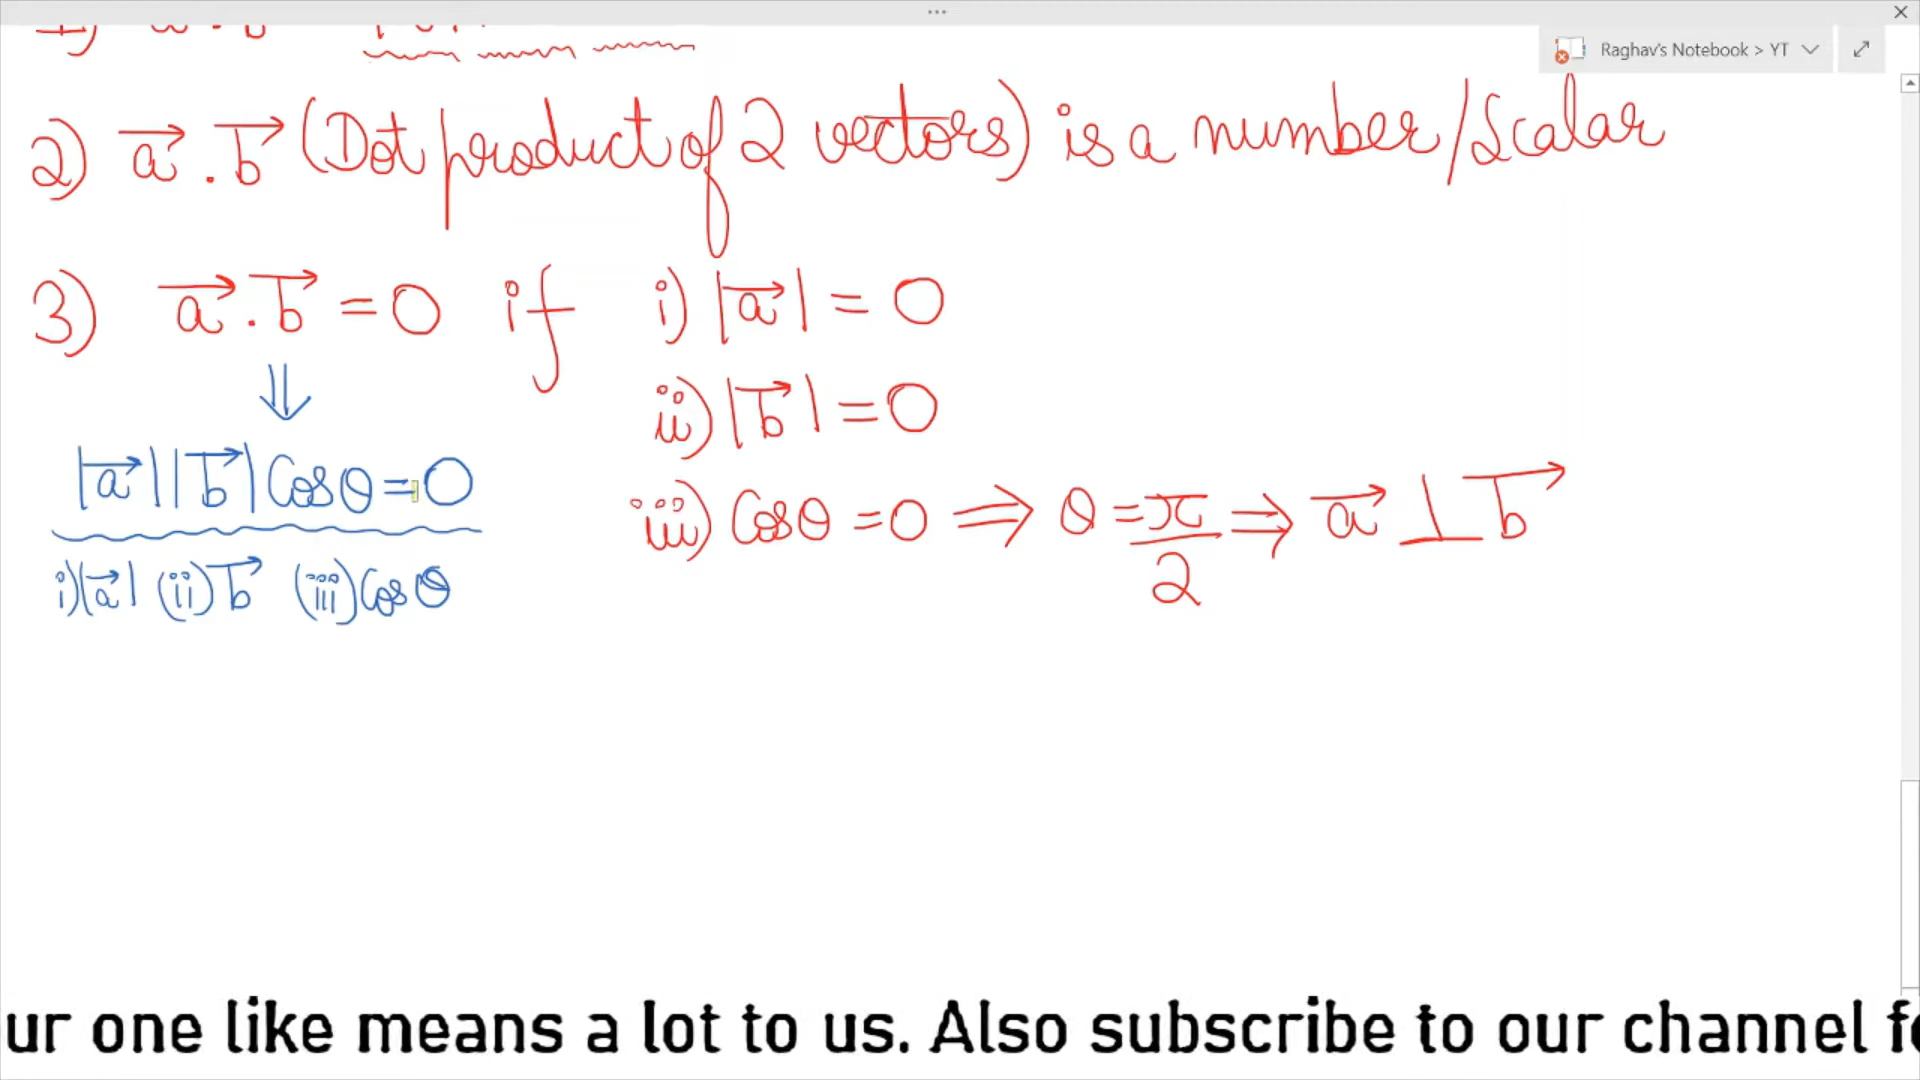 Raghav's Notebook > YT
2) a⃗ . b⃗ (Dot product of 2 vectors) is a number/Scalar
3) a⃗ . b⃗ = 0 if i) |a⃗| = 0
ii) |b⃗| = 0
iii) Cosθ = 0 ⟹ θ = π/2 ⟹ a⃗ ⊥ b⃗
⇓
|a⃗| |b⃗| Cosθ = 0
i) |a⃗| (ii) b⃗ (iii) Cos θ
ur one like means a lot to us. Also subscribe to our channel f